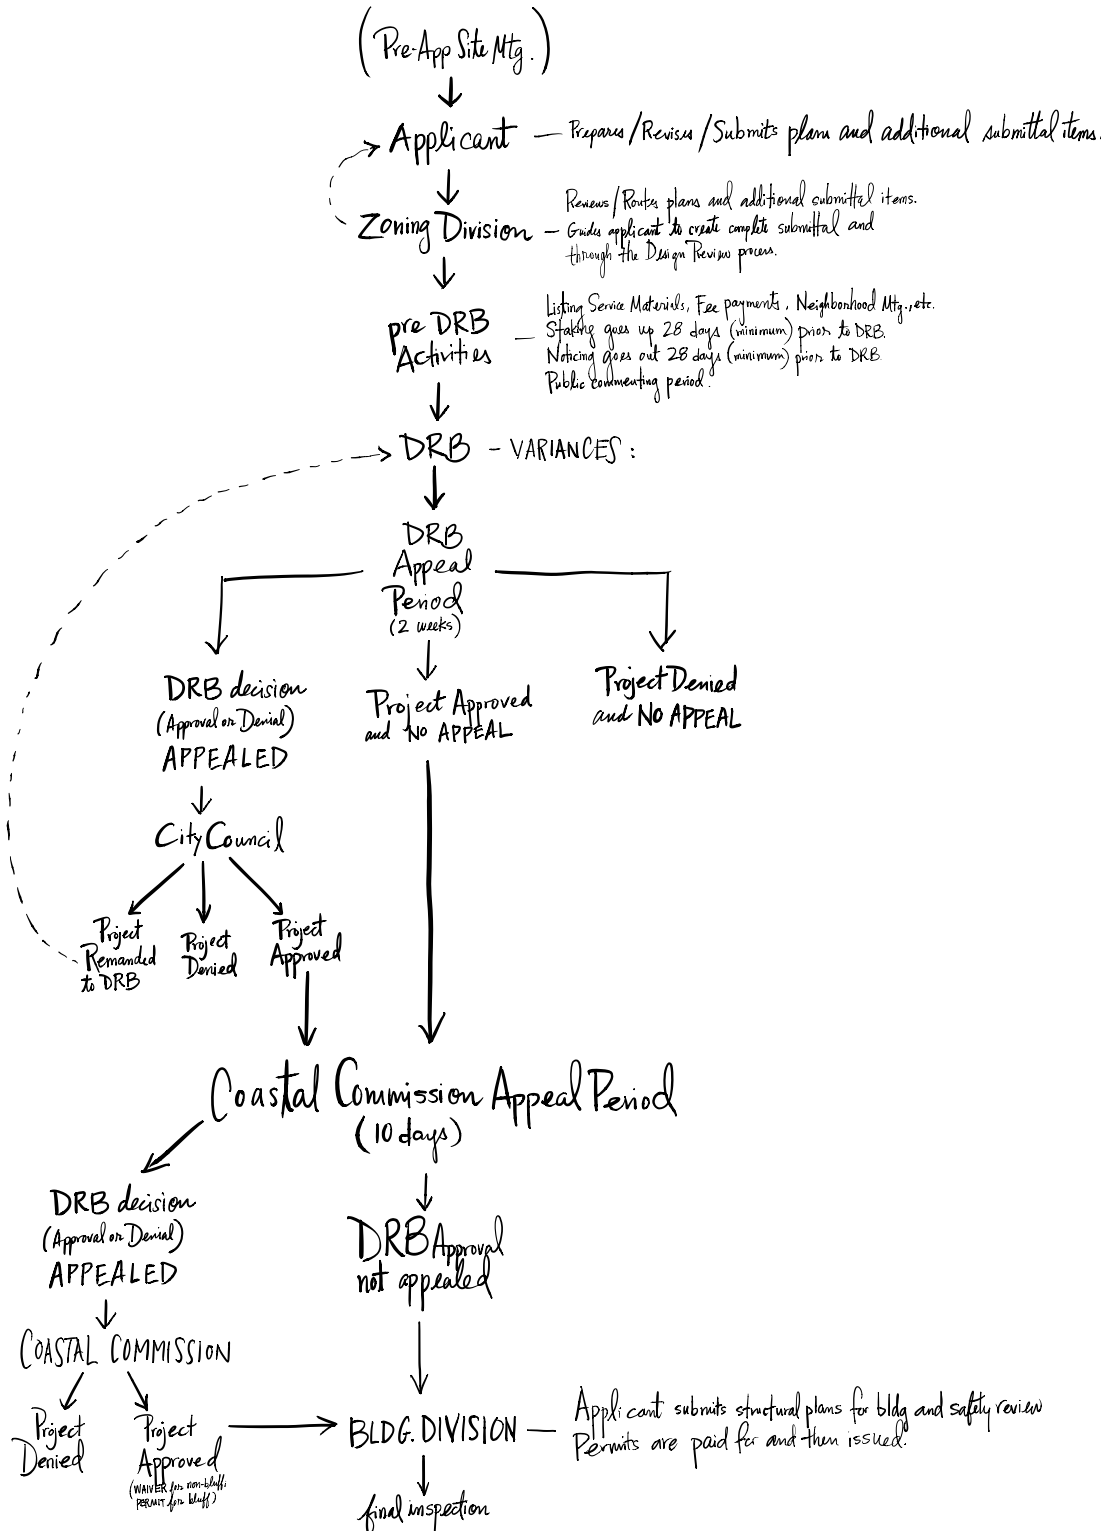 (Pre-App Site Mtg.)
Applicant — Prepares/Revises/Submits plans and additional submittal items.
Zoning Division —
Reviews/Routes plans and additional submittal items.
Guides applicant to create complete submittal and
through the Design Review process.
pre DRB
Activities —
Listing Service Materials, Fee payments, Neighborhood Mtg., etc.
Staking goes up 28 days (minimum) prior to DRB.
Noticing goes out 28 days (minimum) prior to DRB
Public commenting period.
DRB - VARIANCES :
DRB
Appeal
Period
(2 weeks)
DRB decision
(Approval or Denial)
APPEALED
Project Approved
and NO APPEAL
Project Denied
and NO APPEAL
City Council
Project
Remanded
to DRB
Project
Denied
Project
Approved
Coastal Commission Appeal Period
(10 days)
DRB decision
(Approval or Denial)
APPEALED
DRB Approval
not appealed
COASTAL COMMISSION
Project
Denied
Project
Approved
(WAIVER for non-bluff;
PERMIT for bluff)
BLDG. DIVISION —
Applicant submits structural plans for bldg and safety review
Permits are paid for and then issued.
final inspection